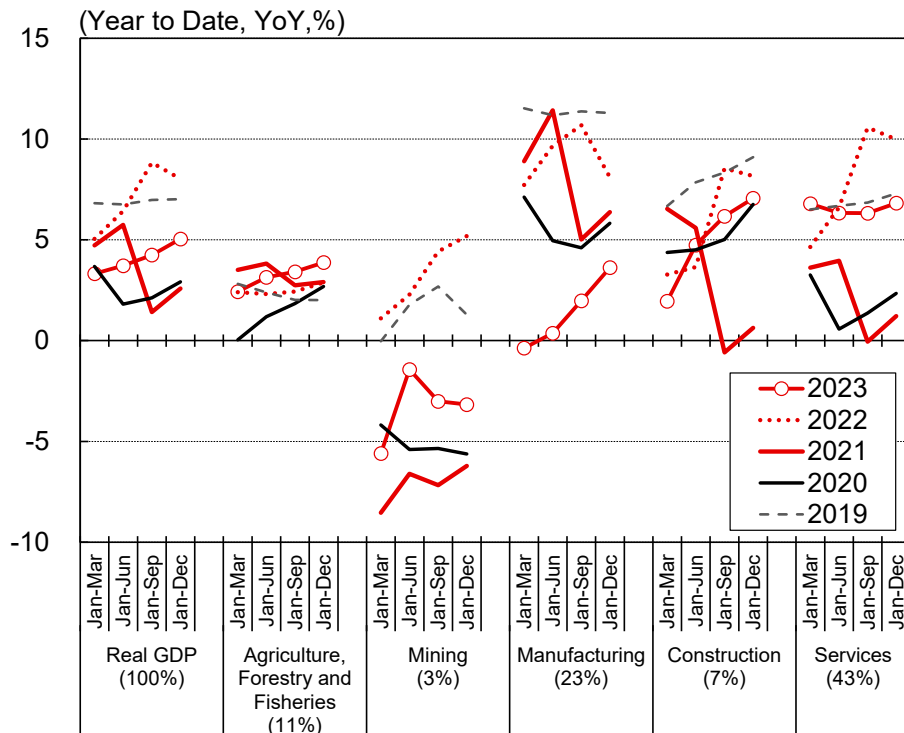 (Year to Date, YoY,%)
15
10
5
0
-5
-10
2023
2022
2021
2020
2019
Jan-Mar
Jan-Jun
Jan-Sep
Jan-Dec
Jan-Mar
Jan-Jun
Jan-Sep
Jan-Dec
Jan-Mar
Jan-Jun
Jan-Sep
Jan-Dec
Jan-Mar
Jan-Jun
Jan-Sep
Jan-Dec
Jan-Mar
Jan-Jun
Jan-Sep
Jan-Dec
Jan-Mar
Jan-Jun
Jan-Sep
Jan-Dec
Real GDP
(100%)
Agriculture,
Forestry and
Fisheries
(11%)
Mining
(3%)
Manufacturing
(23%)
Construction
(7%)
Services
(43%)